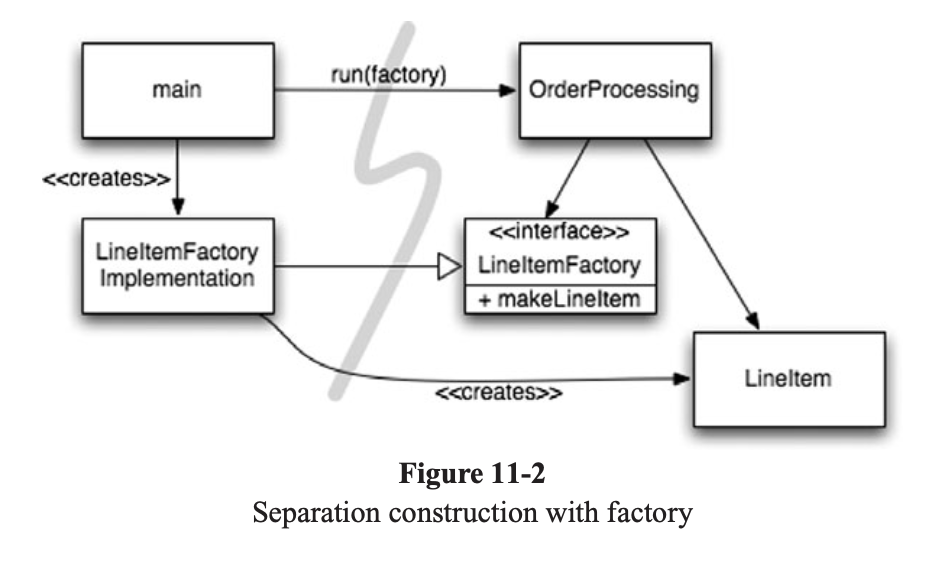 main
run(factory)
OrderProcessing
<<creates>>
LineItemFactory
Implementation
<<interface>>
LineItemFactory
+ makeLineItem
LineItem
<<creates>>
Figure 11-2
Separation construction with factory